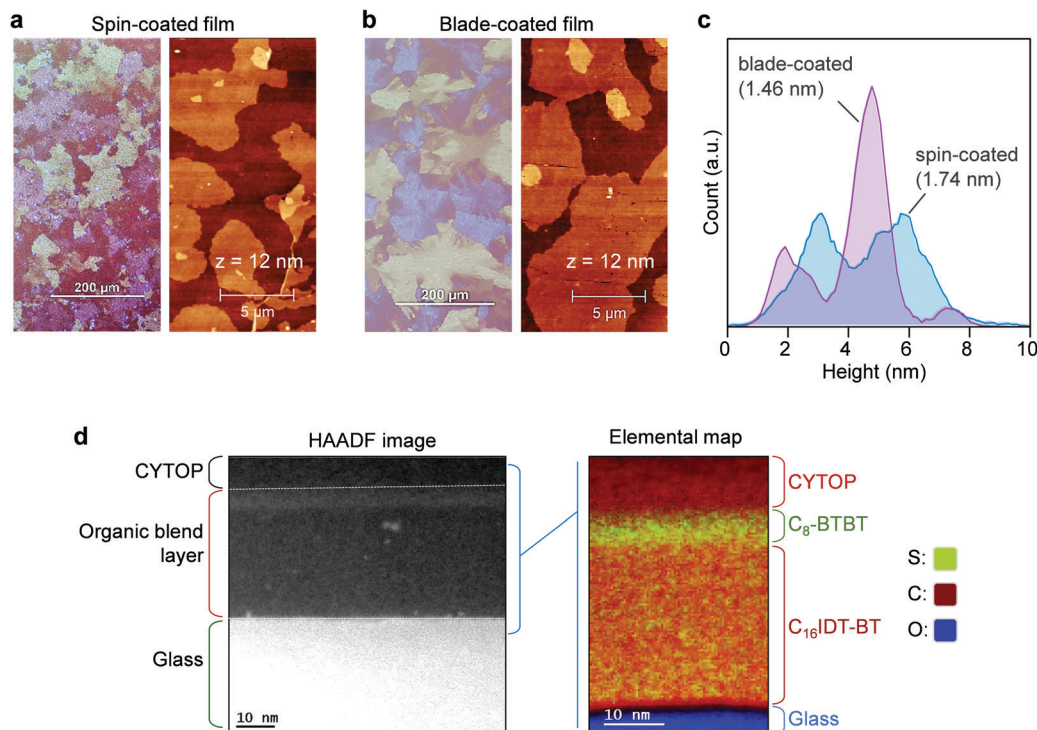 a
Spin-coated film
200 µm
z = 12 nm
5 µm
b
Blade-coated film
200 µm
z = 12 nm
5 µm
c
blade-coated
(1.46 nm)
spin-coated
(1.74 nm)
Count (a.u.)
0 2 4 6 8 10
Height (nm)
d
HAADF image
CYTOP
Organic blend
layer
Glass
10 nm
Elemental map
CYTOP
C₈-BTBT
C₁₆IDT-BT
Glass
10 nm
S:
C:
O: